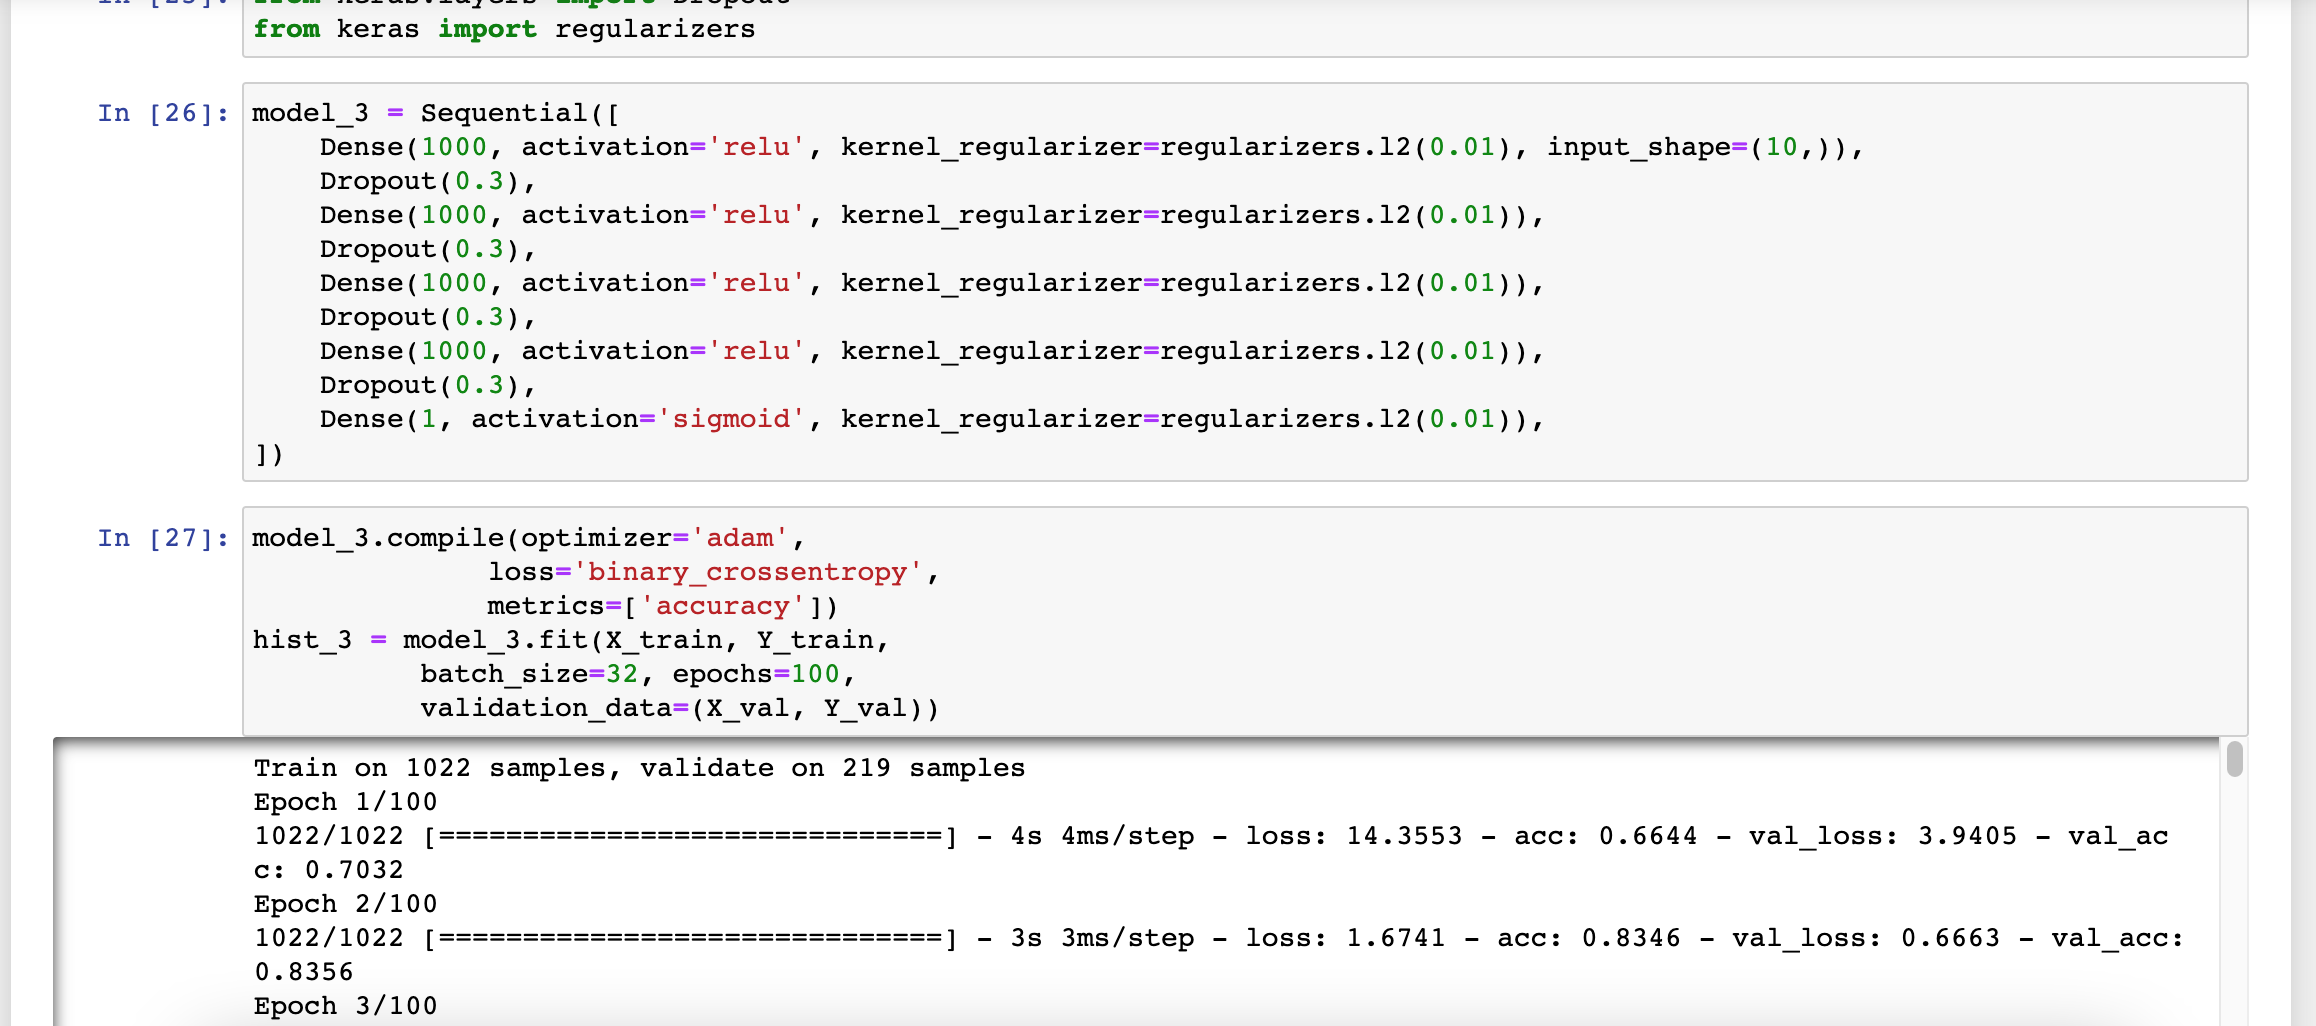 from keras.layers import Dropout
from keras import regularizers
In [26]: model_3 = Sequential([
    Dense(1000, activation='relu', kernel_regularizer=regularizers.l2(0.01), input_shape=(10,)),
    Dropout(0.3),
    Dense(1000, activation='relu', kernel_regularizer=regularizers.l2(0.01)),
    Dropout(0.3),
    Dense(1000, activation='relu', kernel_regularizer=regularizers.l2(0.01)),
    Dropout(0.3),
    Dense(1000, activation='relu', kernel_regularizer=regularizers.l2(0.01)),
    Dropout(0.3),
    Dense(1, activation='sigmoid', kernel_regularizer=regularizers.l2(0.01)),
])
In [27]: model_3.compile(optimizer='adam',
              loss='binary_crossentropy',
              metrics=['accuracy'])
hist_3 = model_3.fit(X_train, Y_train,
          batch_size=32, epochs=100,
          validation_data=(X_val, Y_val))
Train on 1022 samples, validate on 219 samples
Epoch 1/100
1022/1022 [==============================] - 4s 4ms/step - loss: 14.3553 - acc: 0.6644 - val_loss: 3.9405 - val_ac
c: 0.7032
Epoch 2/100
1022/1022 [==============================] - 3s 3ms/step - loss: 1.6741 - acc: 0.8346 - val_loss: 0.6663 - val_acc:
0.8356
Epoch 3/100